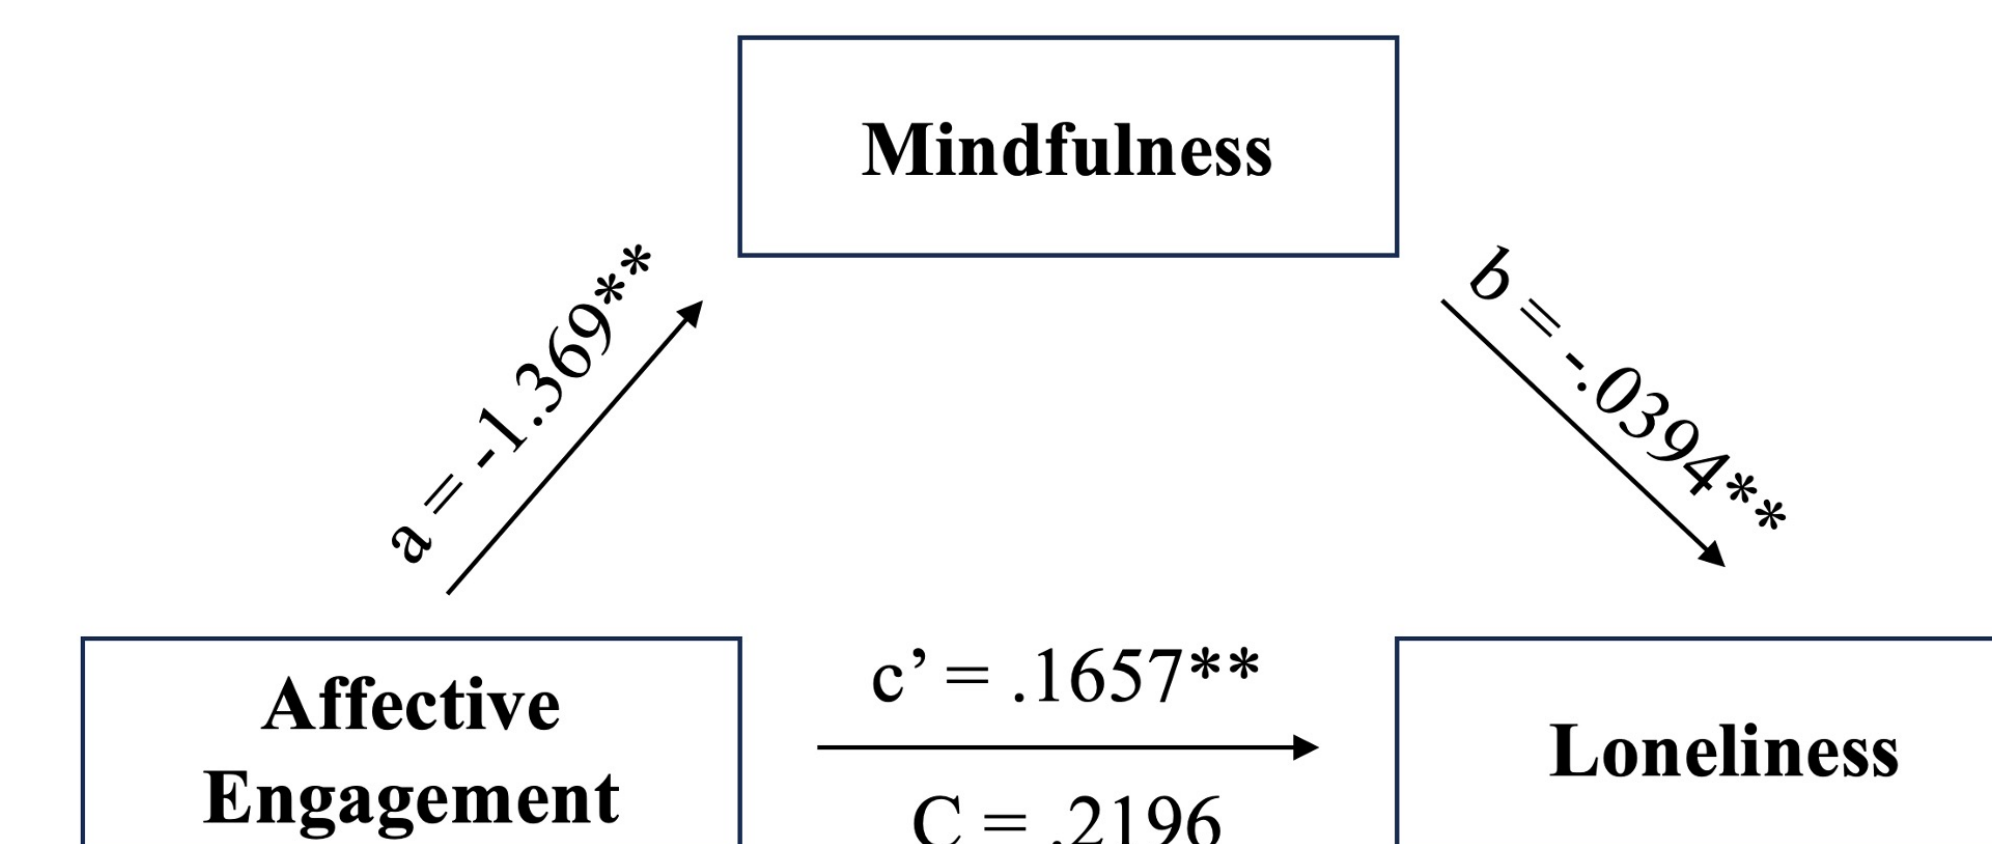 Mindfulness
a = -1.369**
b = -.0394**
Affective
Engagement
c’ = .1657**
C = .2196
Loneliness